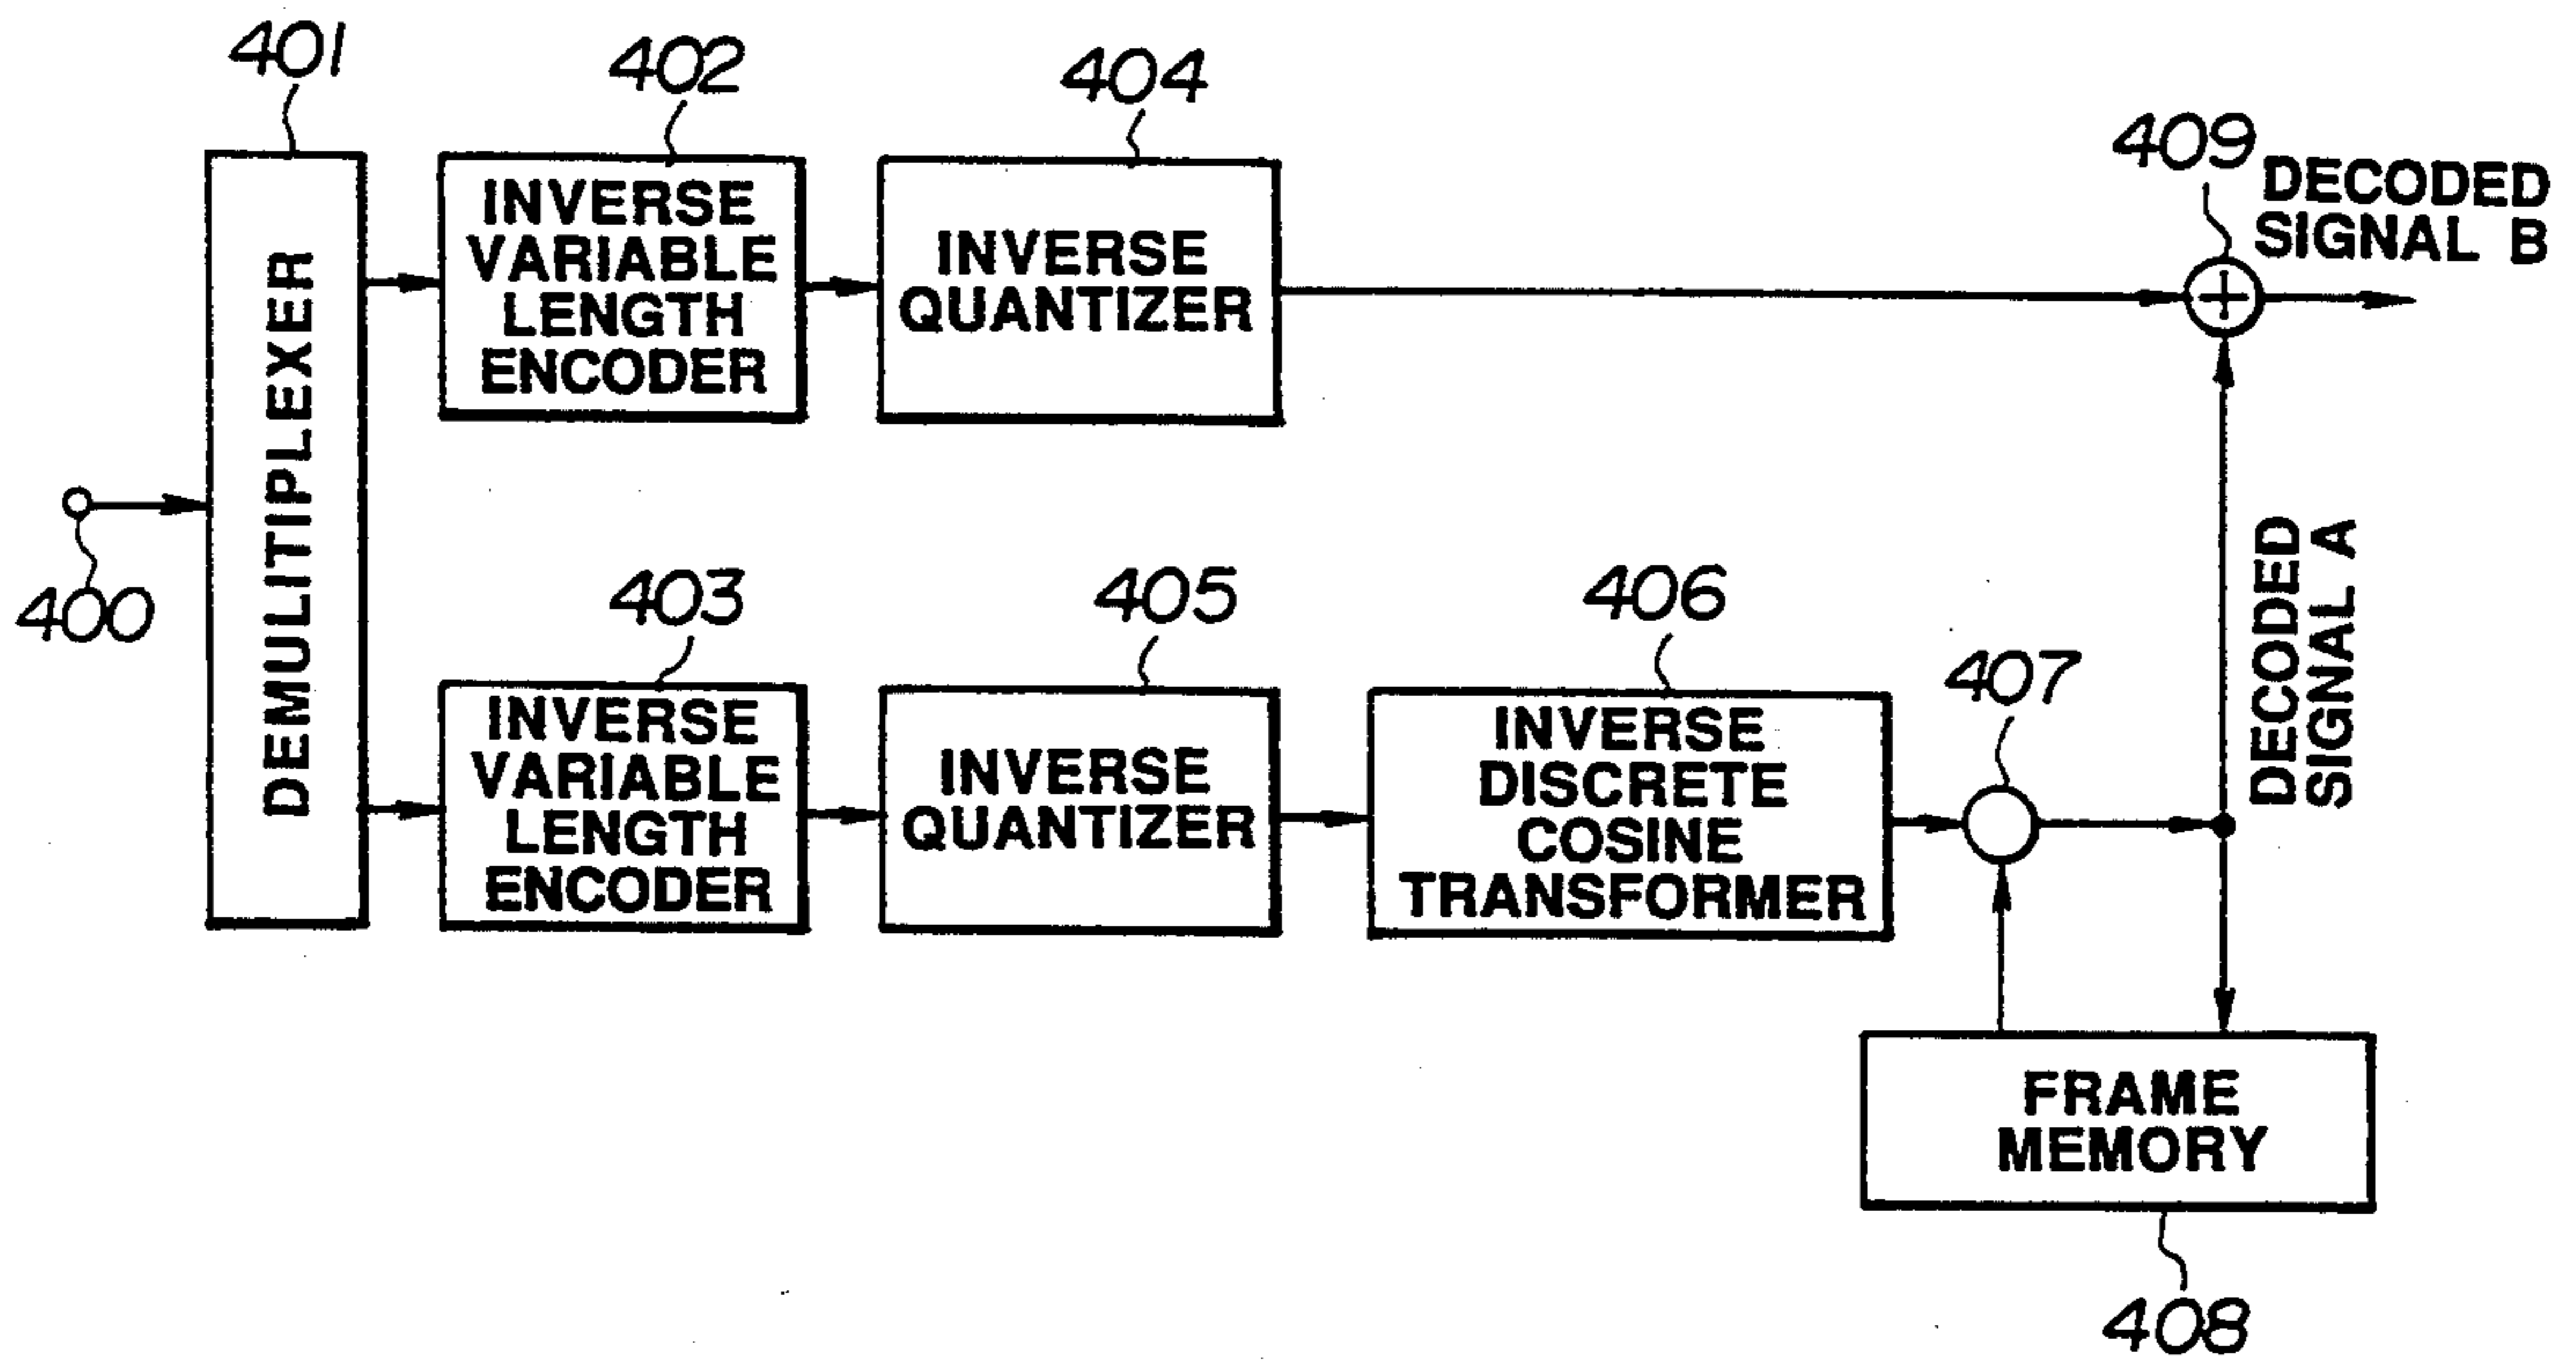 401
402
404
409
DECODED
SIGNAL B
INVERSE
VARIABLE
LENGTH
ENCODER
INVERSE
QUANTIZER
DEMULITIPLEXER
400
403
405
406
407
DECODED
SIGNAL A
INVERSE
VARIABLE
LENGTH
ENCODER
INVERSE
QUANTIZER
INVERSE
DISCRETE
COSINE
TRANSFORMER
FRAME
MEMORY
408